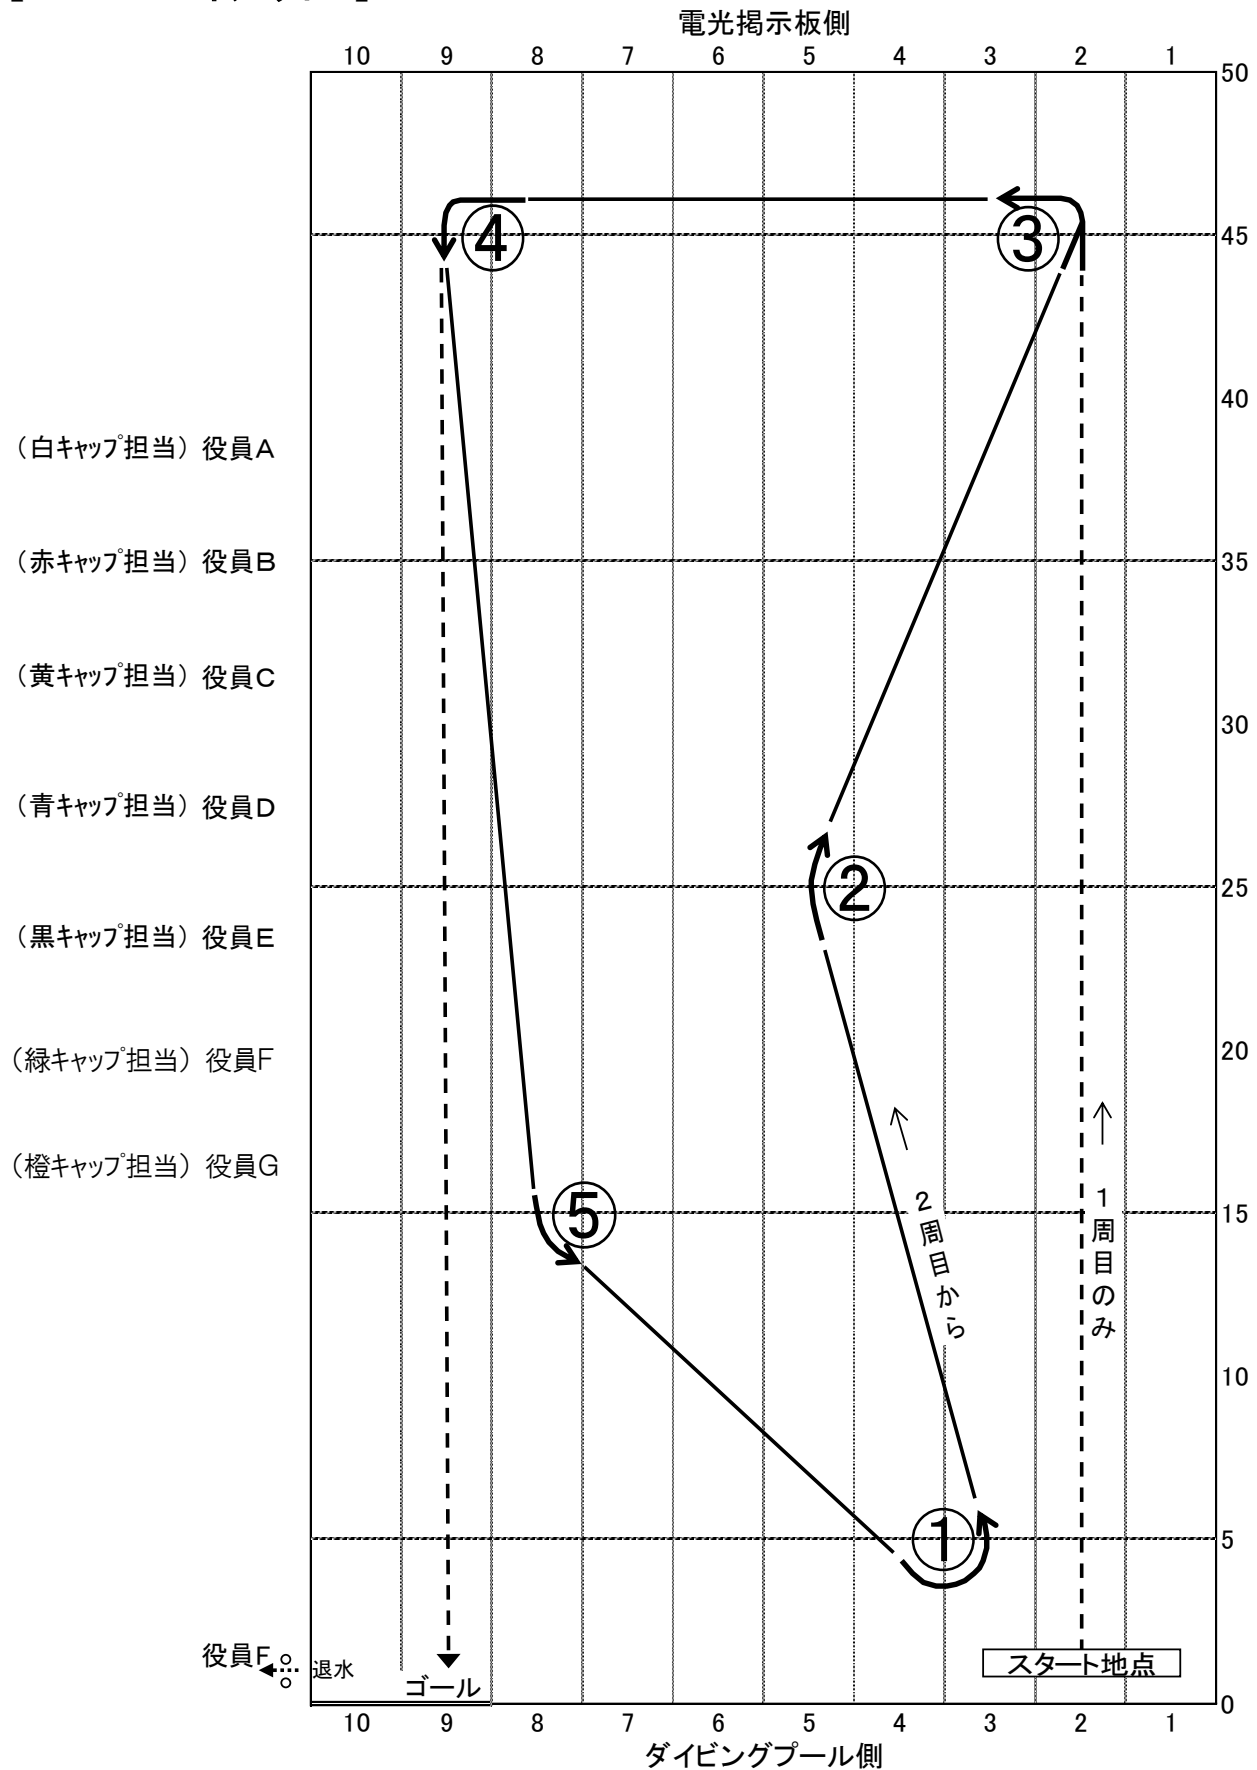 電光掲示板側
10 9 8 7 6 5 4 3 2 1
50
④ ③
45
40
（白キャップ担当）役員A
（赤キャップ担当）役員B
35
（黄キャップ担当）役員C
30
（青キャップ担当）役員D
②
25
（黒キャップ担当）役員E
（緑キャップ担当）役員F
20
（橙キャップ担当）役員G
⑤
15
２周目から
１周目のみ
10
①
5
役員F
退水
ゴール
スタート地点
0
10 9 8 7 6 5 4 3 2 1
ダイビングプール側